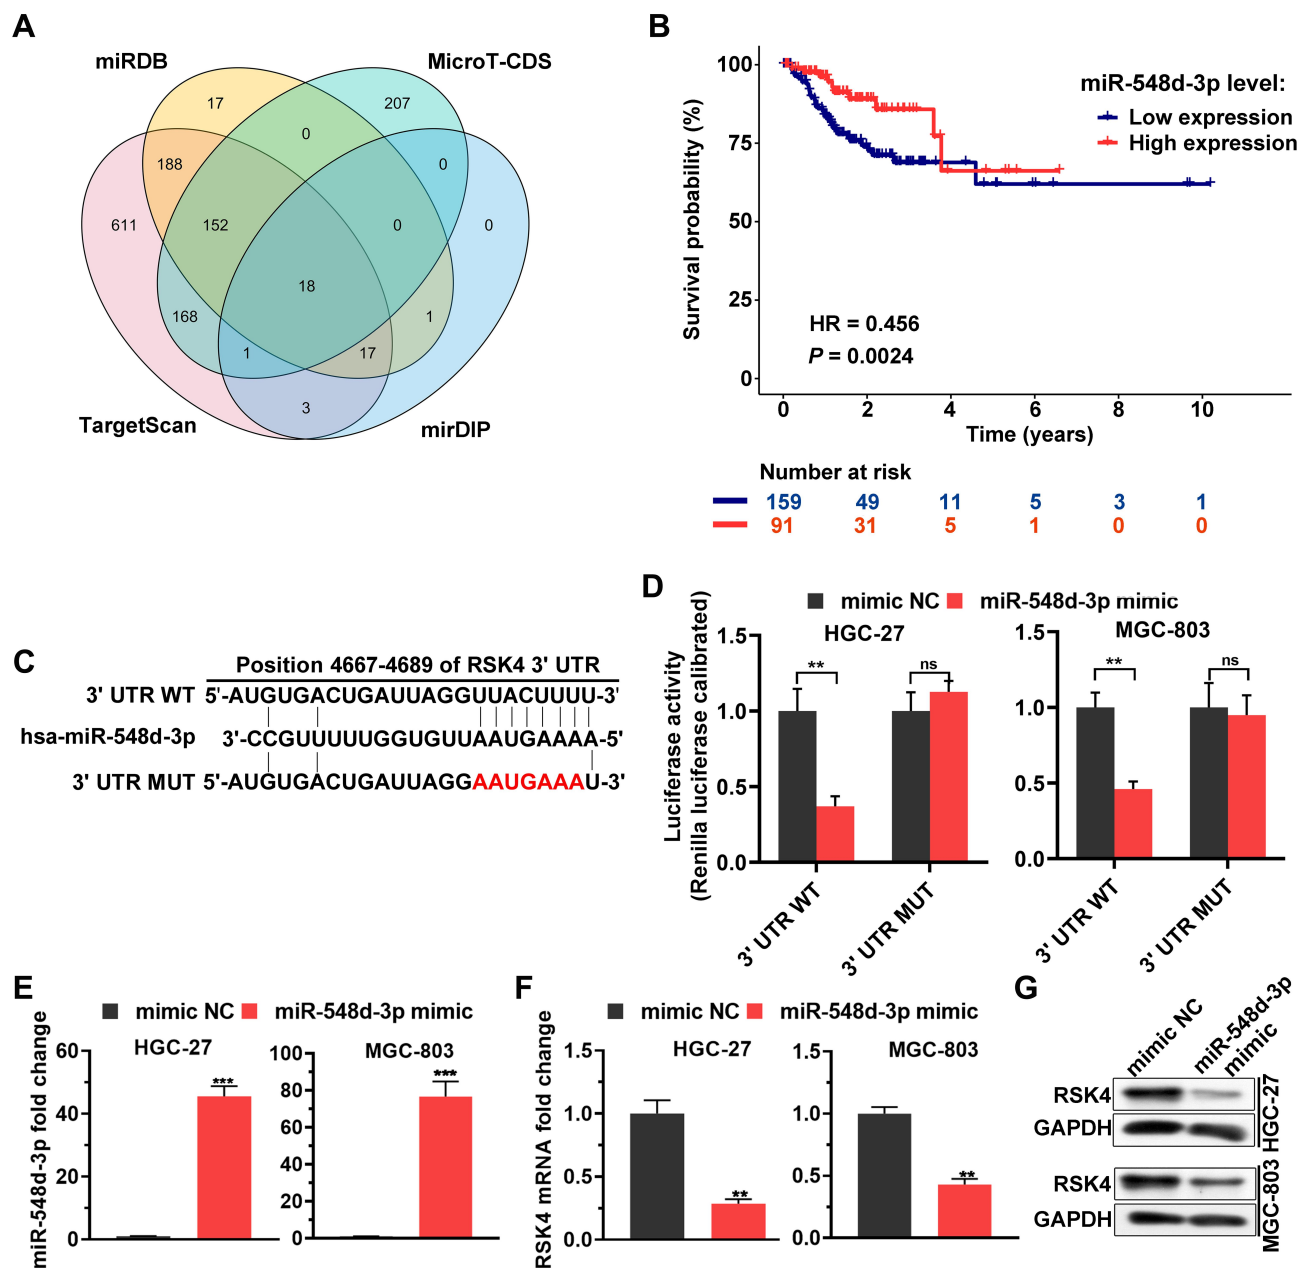 A
miRDB
MicroT-CDS
17
207
0
188
0
611
152
0
0
18
168
1
1
17
3
TargetScan
mirDIP
B
Survival probability (%)
100
75
50
25
0
miR-548d-3p level:
Low expression
High expression
HR = 0.456
P = 0.0024
0 2 4 6 8 10
Time (years)
Number at risk
159 49 11 5 3 1
91 31 5 1 0 0
C
Position 4667-4689 of RSK4 3' UTR
3' UTR WT 5'-AUGUGACUGAUUAGGUUACUUUU-3'
hsa-miR-548d-3p 3'-CCGUUUUUGGUGUUAAUGAAAA-5'
3' UTR MUT 5'-AUGUGACUGAUUAGGAAUGAAAU-3'
D
mimic NC miR-548d-3p mimic
Luciferase activity
(Renilla luciferase calibrated)
HGC-27
1.5
1.0
0.5
0.0
** ns
3' UTR WT 3' UTR MUT
MGC-803
1.5
1.0
0.5
0.0
** ns
3' UTR WT 3' UTR MUT
E
mimic NC miR-548d-3p mimic
miR-548d-3p fold change
HGC-27
60
40
20
0
***
MGC-803
100
80
60
40
20
0
***
F
mimic NC miR-548d-3p mimic
RSK4 mRNA fold change
HGC-27
1.5
1.0
0.5
0.0
**
MGC-803
1.5
1.0
0.5
0.0
**
G
mimic NC
miR-548d-3p
mimic
RSK4
GAPDH
HGC-27
RSK4
GAPDH
MGC-803